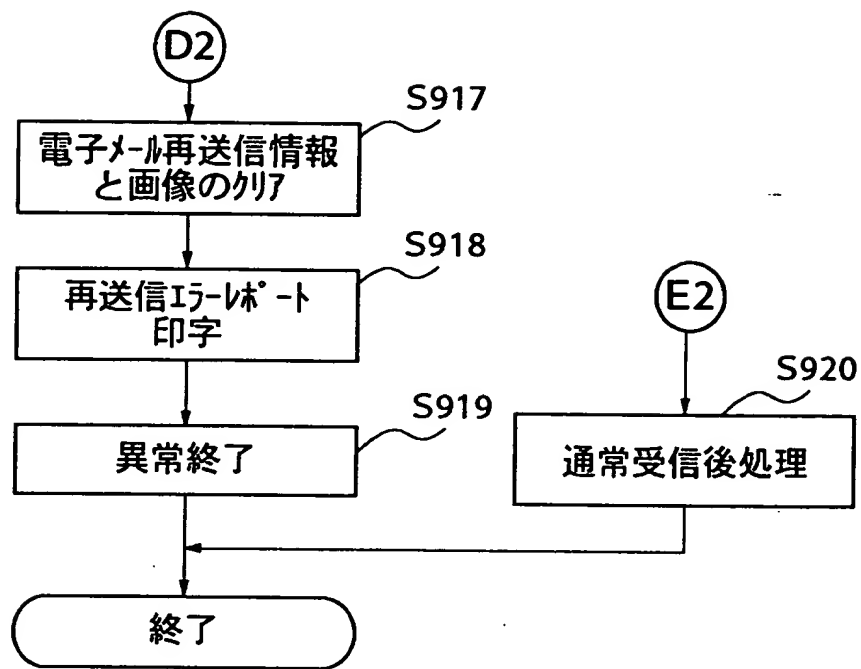 D2
S917
電子ﾒｰﾙ再送信情報
と画像のｸﾘｱ
S918
再送信ｴﾗｰﾚﾎﾟｰﾄ
印字
S919
異常終了
E2
S920
通常受信後処理
終了